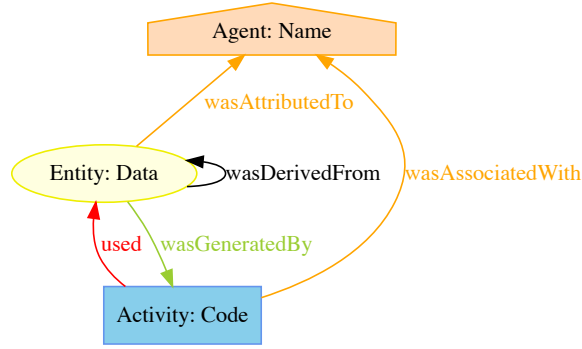 Agent: Name
wasAttributedTo
Entity: Data
wasDerivedFrom
wasAssociatedWith
used
wasGeneratedBy
Activity: Code